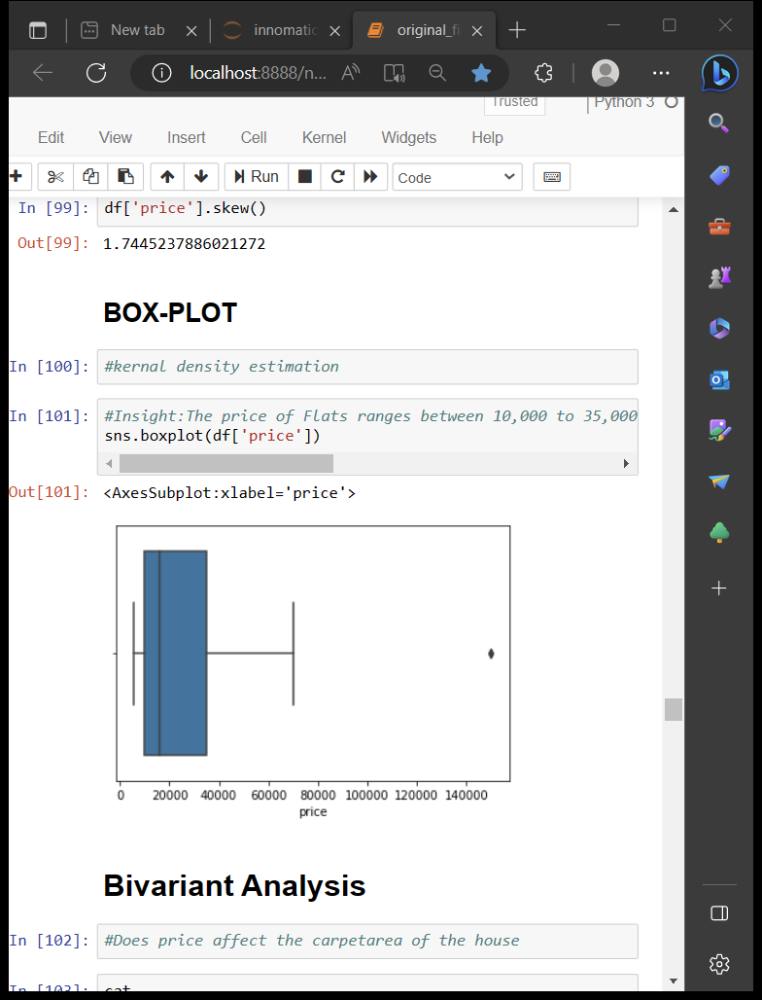 New tab
innomatic
original_fi
localhost:8888/n...
Trusted
Python 3
Edit View Insert Cell Kernel Widgets Help
Run
Code
In [99]: df['price'].skew()
Out[99]: 1.7445237886021272
BOX-PLOT
In [100]: #kernal density estimation
In [101]: #Insight:The price of Flats ranges between 10,000 to 35,000
sns.boxplot(df['price'])
Out[101]: <AxesSubplot:xlabel='price'>
0 20000 40000 60000 80000 100000 120000 140000
price
Bivariant Analysis
In [102]: #Does price affect the carpetarea of the house
In [103]: cat